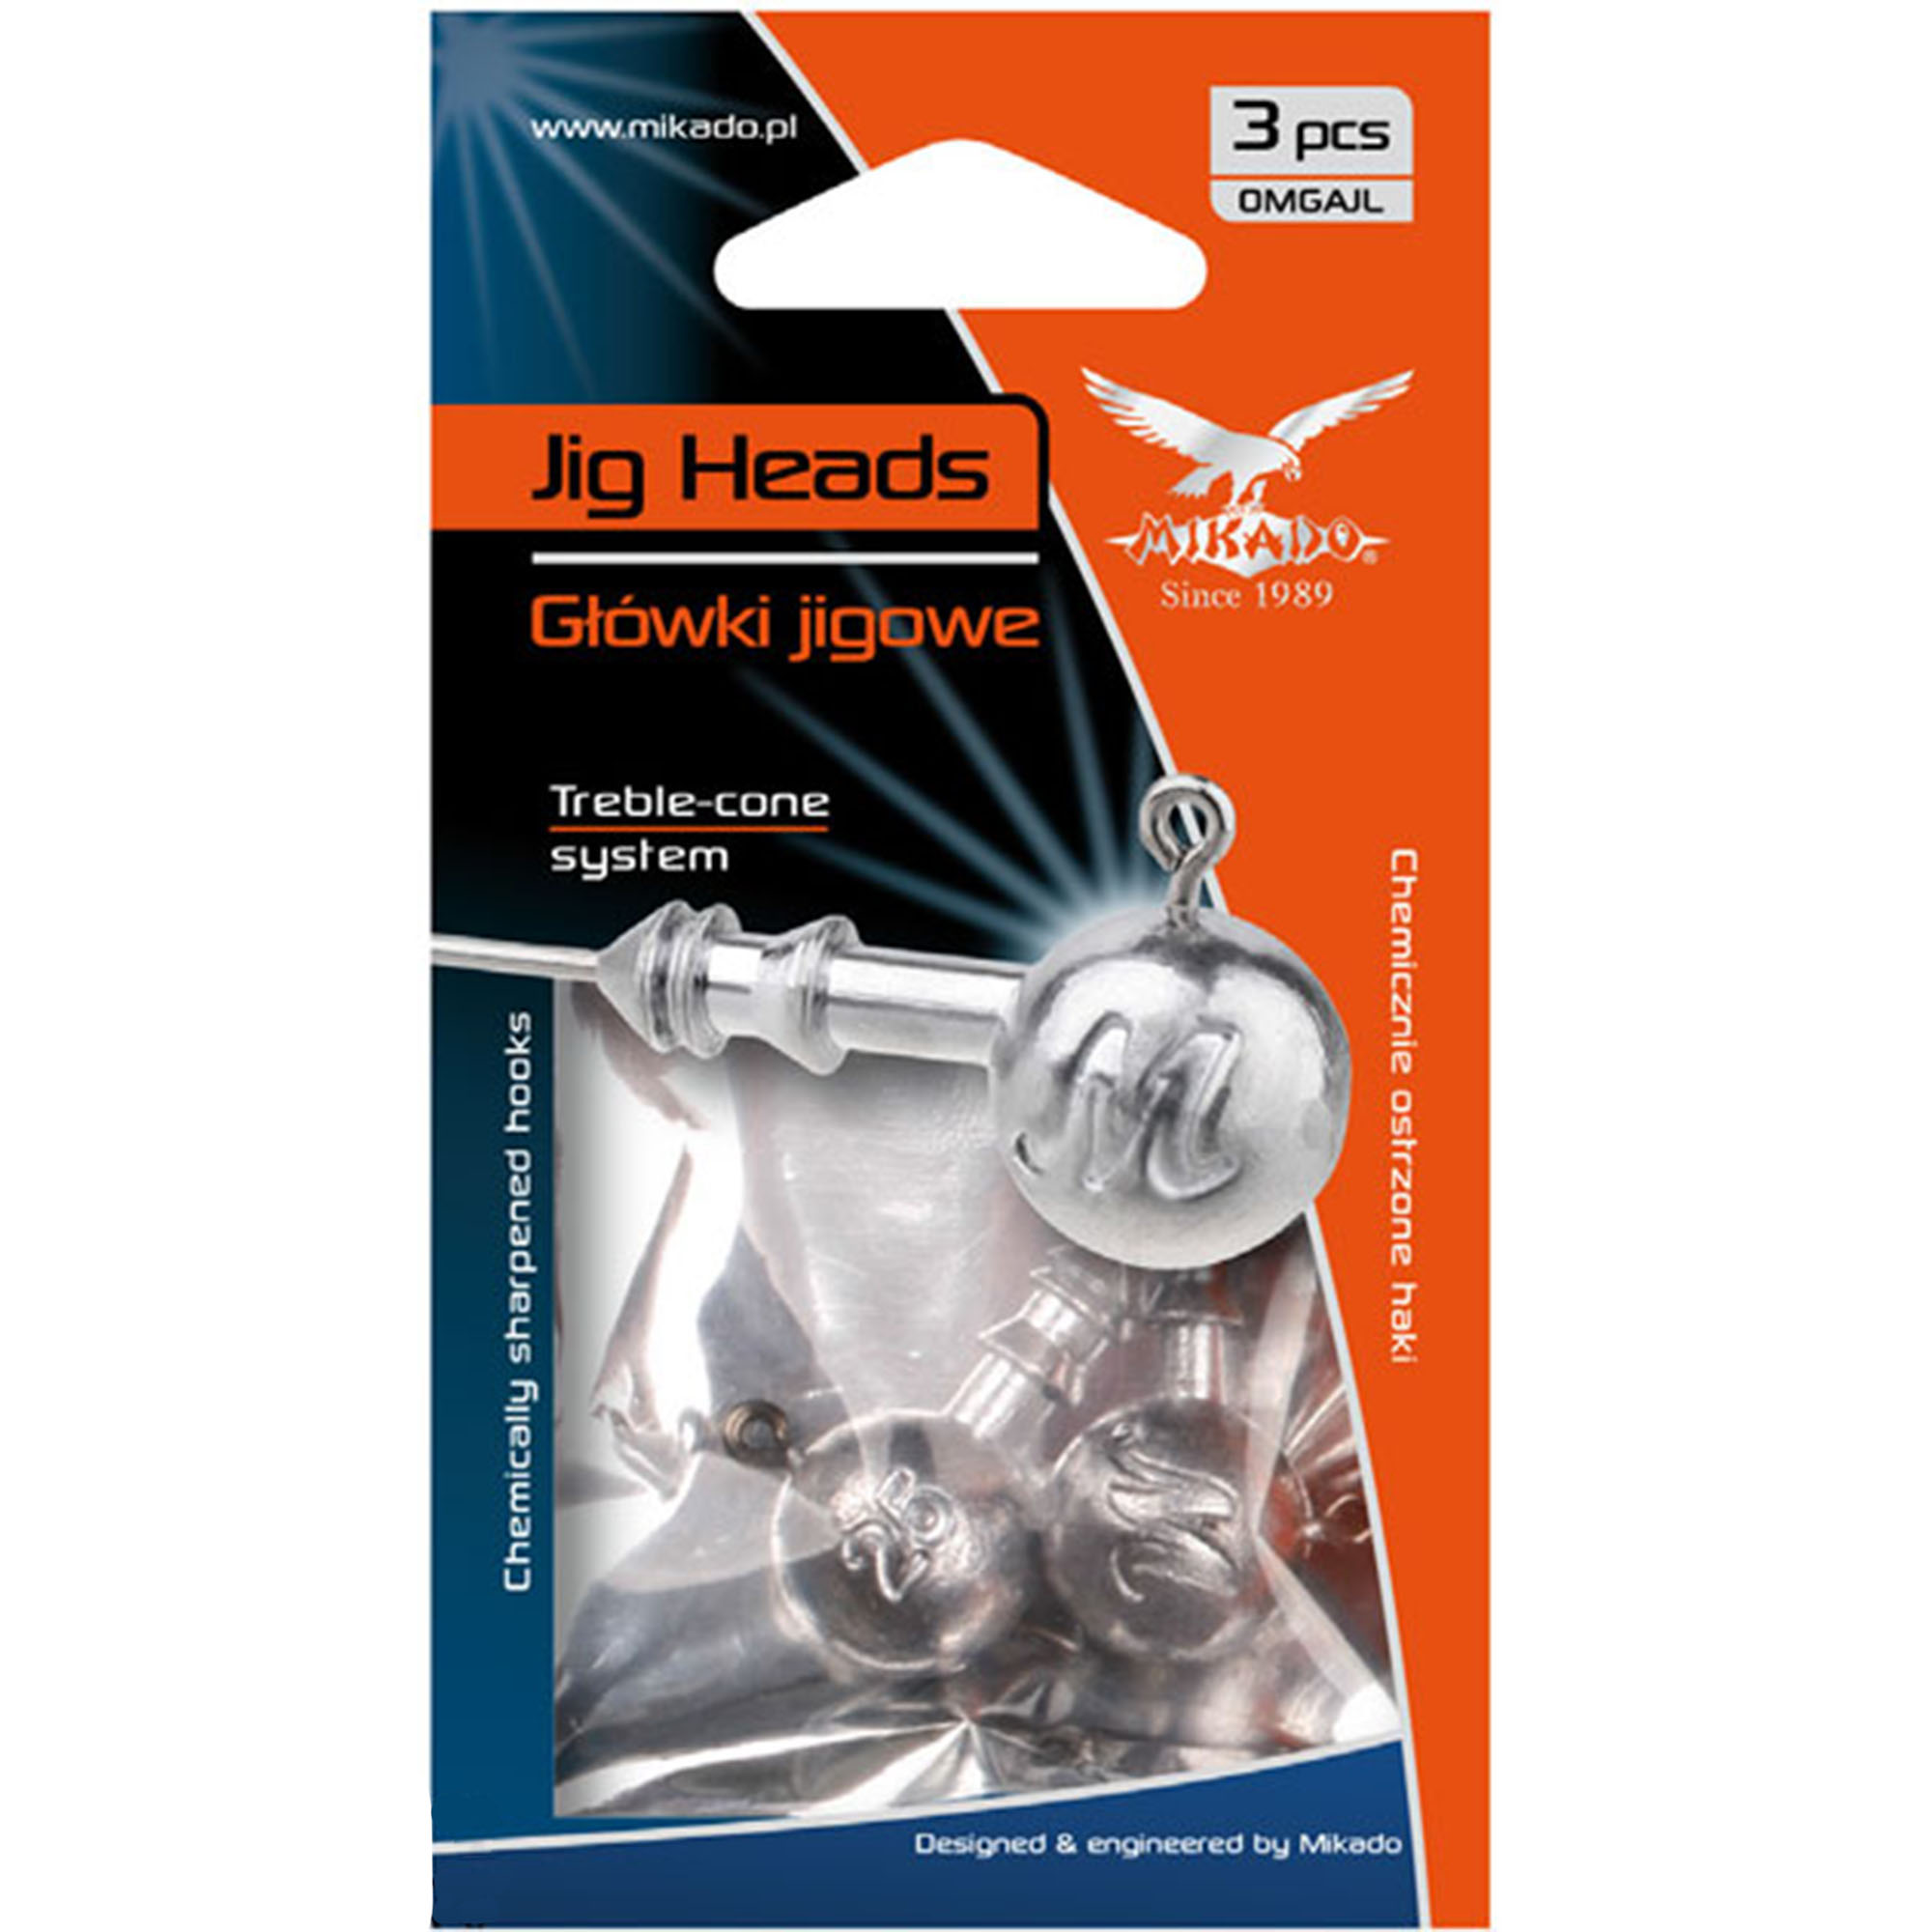 www.mikado.pl
3 pcs
OMGAJL
MIKADO®
Since 1989
Jig Heads
Główki jigowe
Treble-cone
system
M
Chemically sharpened hooks
Chemicznie ostrzone haki
M
Designed & engineered by Mikado